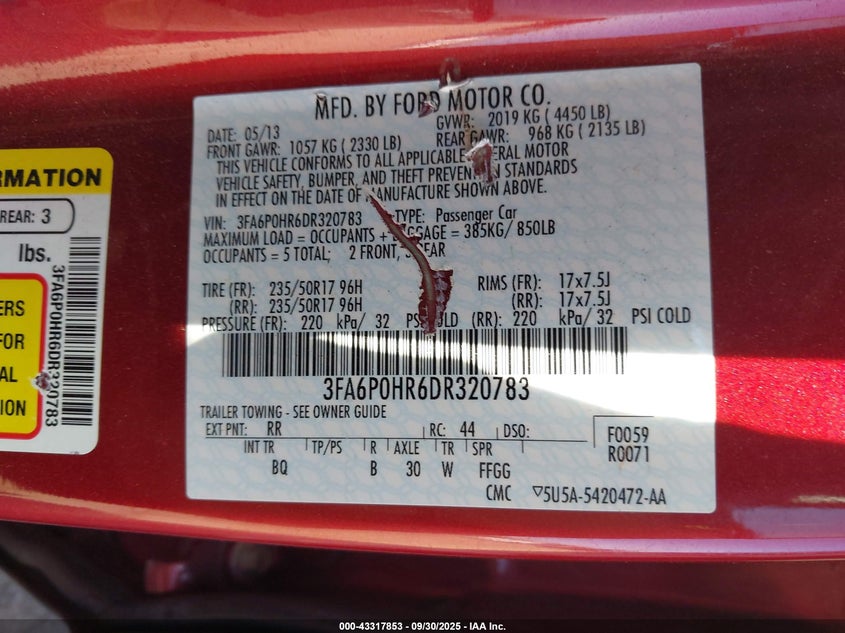 MFD. BY FORD MOTOR CO.
DATE: 05/13
GVWR: 2019 KG ( 4450 LB)
FRONT GAWR: 1057 KG ( 2330 LB)
REAR GAWR: 968 KG ( 2135 LB)
THIS VEHICLE CONFORMS TO ALL APPLICABLE MOTOR
VEHICLE SAFETY, BUMPER, AND THEFT STANDARDS
IN EFFECT ON THE DATE OF MANUFACTURE SHOWN ABOVE.
VIN: 3FA6P0HR6DR320783 TYPE: Passenger Car
MAXIMUM LOAD = OCCUPANTS + = 385KG/ 850LB
OCCUPANTS = 5 TOTAL; 2 FRONT,
TIRE (FR): 235/50R17 96H RIMS (FR): 17x7.5J
(RR): 235/50R17 96H (RR): 17x7.5J
PRESSURE (FR): 220 kPa/ 32 PSI COLD (RR): 220 kPa/ 32 PSI COLD
3FA6P0HR6DR320783
TRAILER TOWING - SEE OWNER GUIDE
EXT PNT: RR RC: 44 DSO: F0059
R0071
INT TR TP/PS R AXLE TR SPR
BQ B 30 W FFGG
CMC ▽5U5A-5420472-AA
RMATION
REAR: 3
lbs.
ERS
FOR
AL
ION
3FA6P0HR6DR320783
000-43317853 - 09/30/2025 - IAA Inc.